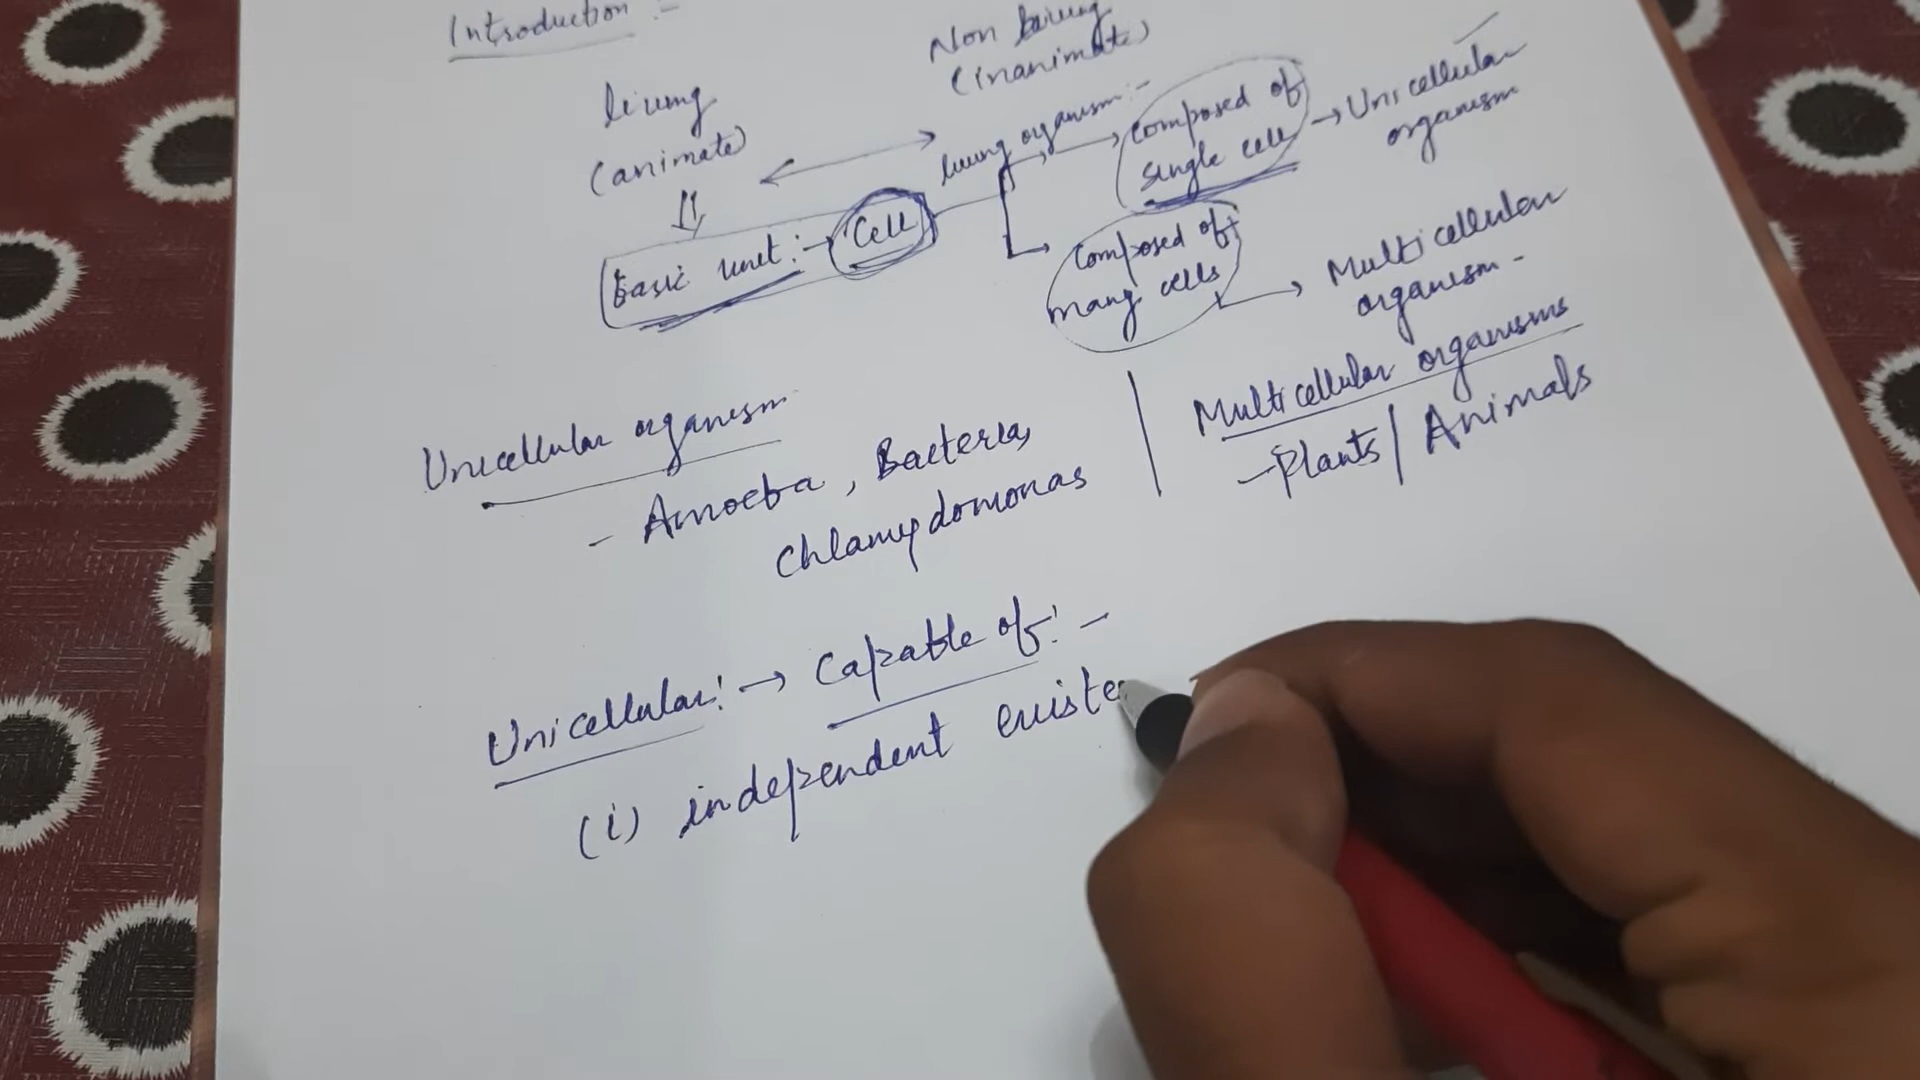 Introduction :-
Non living
(inanimate)
living
(animate)
living organism :-
Composed of
single cell
Unicellular
organism
basic unit :- Cell
Composed of
many cells
Multicellular
organism -
Unicellular organism
- Amoeba, Bacteria,
Chlamydomonas
Multicellular organisms
- Plants / Animals
Unicellular :→ Capable of :-
(i) independent existe